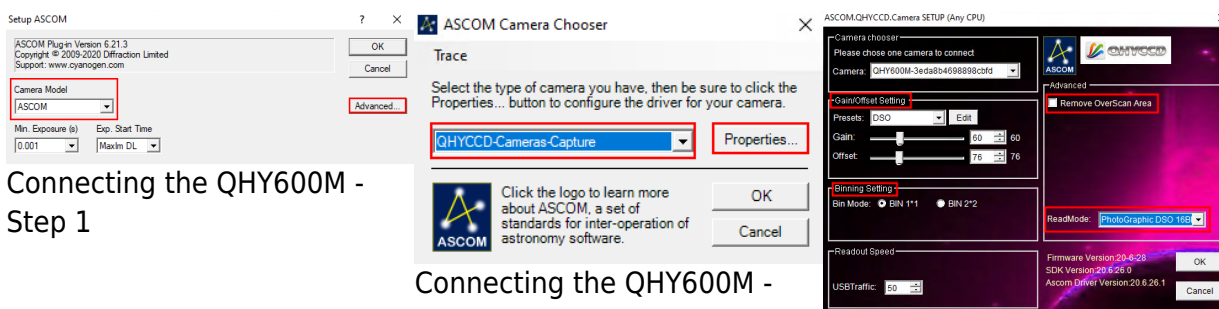 Setup ASCOM
ASCOM Plug-in Version 6.21.3
Copyright © 2009-2020 Diffraction Limited
Support: www.cyanogen.com
OK
Cancel
Camera Model
ASCOM
Advanced...
Min. Exposure (s) Exp. Start Time
0.001 MaxIm DL
Connecting the QHY600M -
Step 1
ASCOM Camera Chooser
Trace
Select the type of camera you have, then be sure to click the
Properties... button to configure the driver for your camera.
QHYCCD-Cameras-Capture
Properties...
ASCOM
Click the logo to learn more
about ASCOM, a set of
standards for inter-operation of
astronomy software.
OK
Cancel
Connecting the QHY600M -
ASCOM.QHYCCD.Camera SETUP (Any CPU)
Camera chooser
Please chose one camera to connect
Camera: QHY600M-3eda8b4698898cbfd
ASCOM
QHYCCD
Gain/Offset Setting
Presets: DSO Edit
Gain: 60 60
Offset: 76 76
Binning Setting
Bin Mode: BIN 1*1 BIN 2*2
Readout Speed
USBTraffic: 50
Advanced
Remove OverScan Area
ReadMode: PhotoGraphic DSO 16B
Firmware Version:20-6-28
SDK Version:20.6.26.0
Ascom Driver Version:20.6.26.1
OK
Cancel